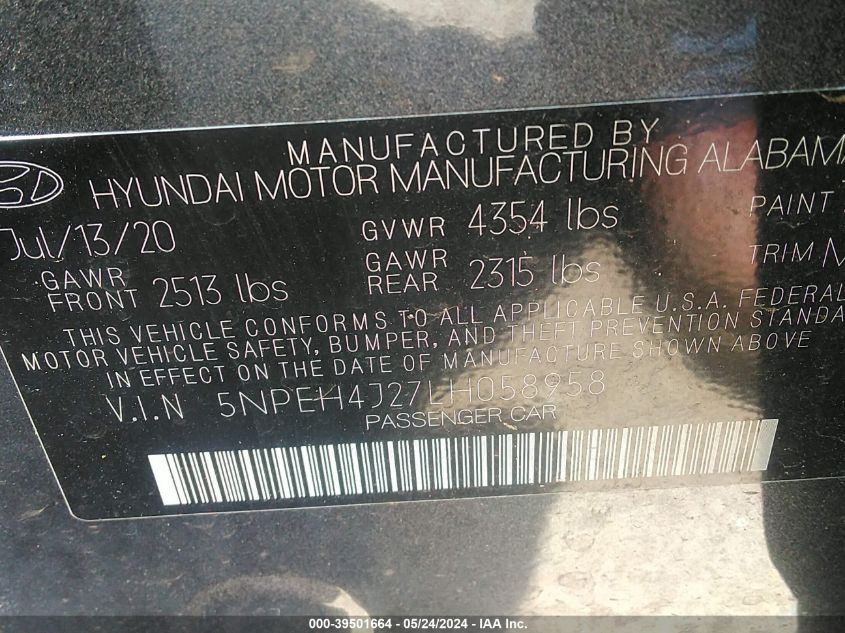 MANUFACTURED BY
HYUNDAI MOTOR MANUFACTURING ALABAMA
Jul/13/20 GVWR 4354 lbs PAINT
GAWR FRONT 2513 lbs GAWR REAR 2315 lbs TRIM M
THIS VEHICLE CONFORMS TO ALL APPLICABLE U.S.A. FEDERAL
MOTOR VEHICLE SAFETY, BUMPER, AND THEFT PREVENTION STANDA
IN EFFECT ON THE DATE OF MANUFACTURE SHOWN ABOVE
V.I.N 5NPEH4J27LH058958
PASSENGER CAR
000-39501664 - 05/24/2024 - IAA Inc.